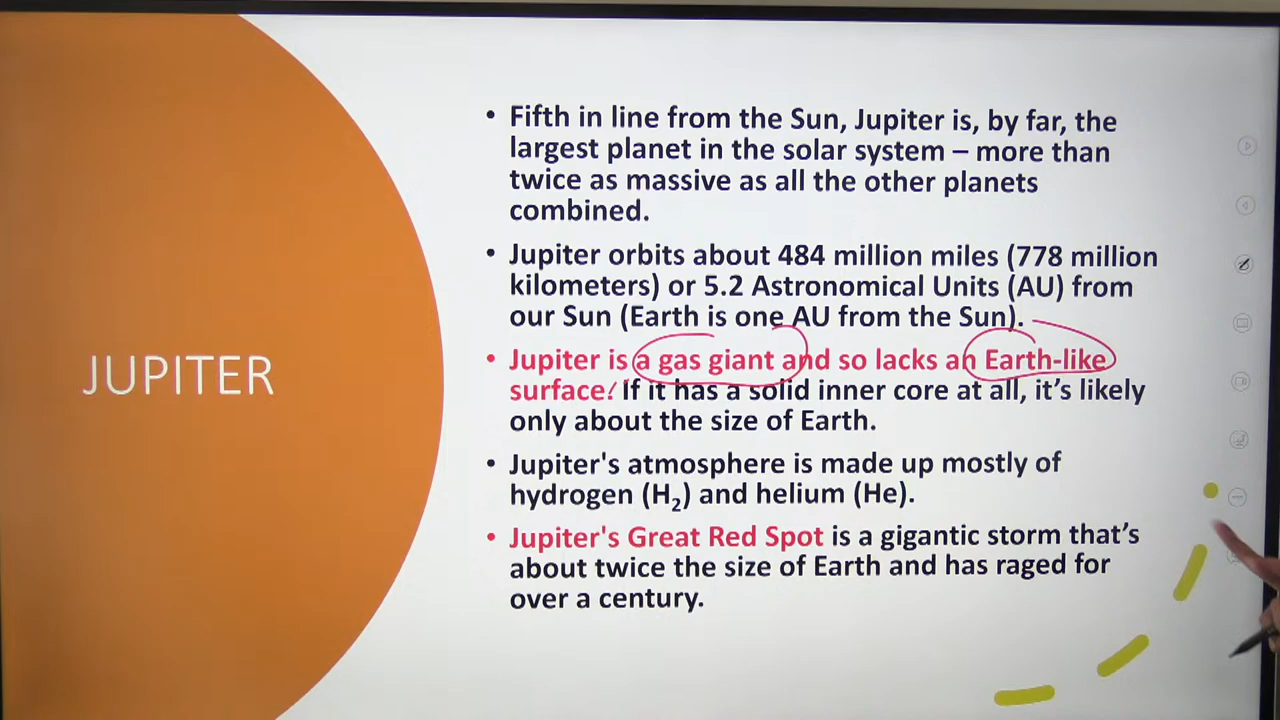 JUPITER
• Fifth in line from the Sun, Jupiter is, by far, the
largest planet in the solar system – more than
twice as massive as all the other planets
combined.
• Jupiter orbits about 484 million miles (778 million
kilometers) or 5.2 Astronomical Units (AU) from
our Sun (Earth is one AU from the Sun).
• Jupiter is a gas giant and so lacks an Earth-like
surface. If it has a solid inner core at all, it’s likely
only about the size of Earth.
• Jupiter's atmosphere is made up mostly of
hydrogen (H₂) and helium (He).
• Jupiter's Great Red Spot is a gigantic storm that’s
about twice the size of Earth and has raged for
over a century.